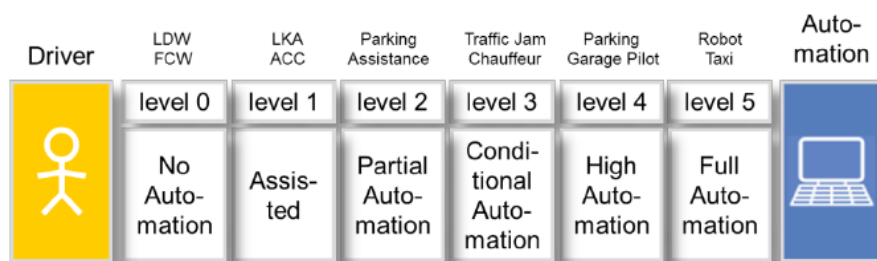 Driver
LDW
FCW
LKA
ACC
Parking
Assistance
Traffic Jam
Chauffeur
Parking
Garage Pilot
Robot
Taxi
Auto-
mation
level 0
level 1
level 2
level 3
level 4
level 5
No
Auto-
mation
Assis-
ted
Partial
Auto-
mation
Condi-
tional
Auto-
mation
High
Auto-
mation
Full
Auto-
mation